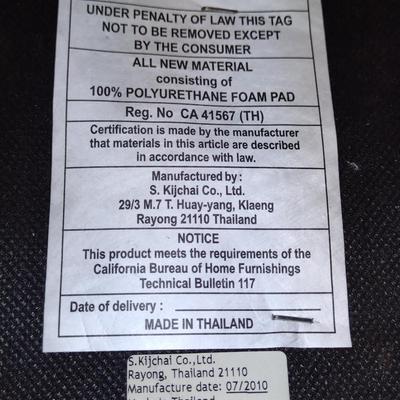 UNDER PENALTY OF LAW THIS TAG
NOT TO BE REMOVED EXCEPT
BY THE CONSUMER
ALL NEW MATERIAL
consisting of
100% POLYURETHANE FOAM PAD
Reg. No CA 41567 (TH)
Certification is made by the manufacturer
that materials in this article are described
in accordance with law.
Manufactured by :
S. Kijchai Co., Ltd.
29/3 M.7 T. Huay-yang, Klaeng
Rayong 21110 Thailand
NOTICE
This product meets the requirements of the
California Bureau of Home Furnishings
Technical Bulletin 117
Date of delivery :
MADE IN THAILAND
S.Kijchai Co.,Ltd.
Rayong, Thailand 21110
Manufacture date: 07/2010
Made in Thailand